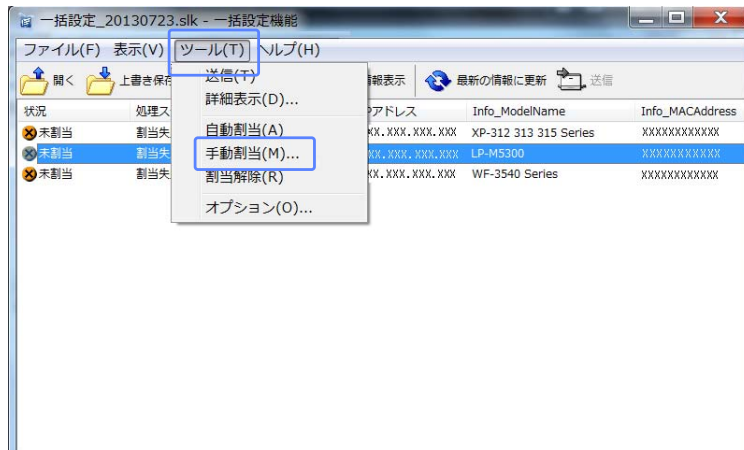 一括設定_20130723.slk - 一括設定機能
ファイル(F) 表示(V) ツール(T) ヘルプ(H)
開く 上書き保存 情報表示 最新の情報に更新 送信
送信(T)
詳細表示(D)...
自動割当(A)
手動割当(M)...
割当解除(R)
オプション(O)...
状況 処理ス Pアドレス Info_ModelName Info_MACAddress
未割当 割当失 XX.XXX.XXX.XXX XP-312 313 315 Series XXXXXXXXXXXX
未割当 割当失 XX.XXX.XXX.XXX LP-M5300 XXXXXXXXXXX
未割当 割当失 XX.XXX.XXX.XXX WF-3540 Series XXXXXXXXXXXX